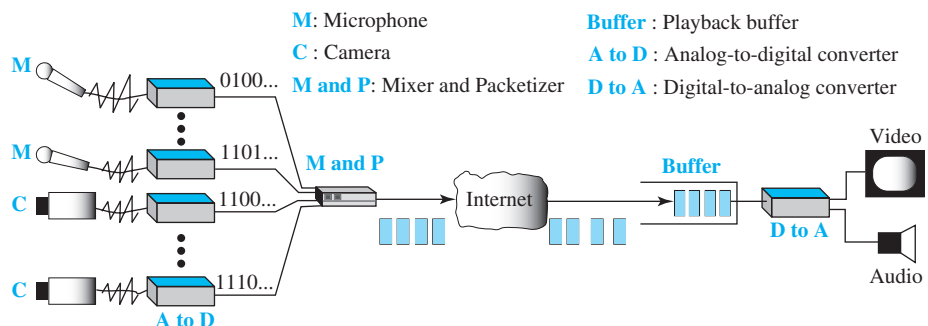 M: Microphone
C : Camera
M and P: Mixer and Packetizer
Buffer : Playback buffer
A to D : Analog-to-digital converter
D to A : Digital-to-analog converter
M
0100...
M
1101...
M and P
C
1100...
Internet
Buffer
Video
D to A
Audio
C
1110...
A to D